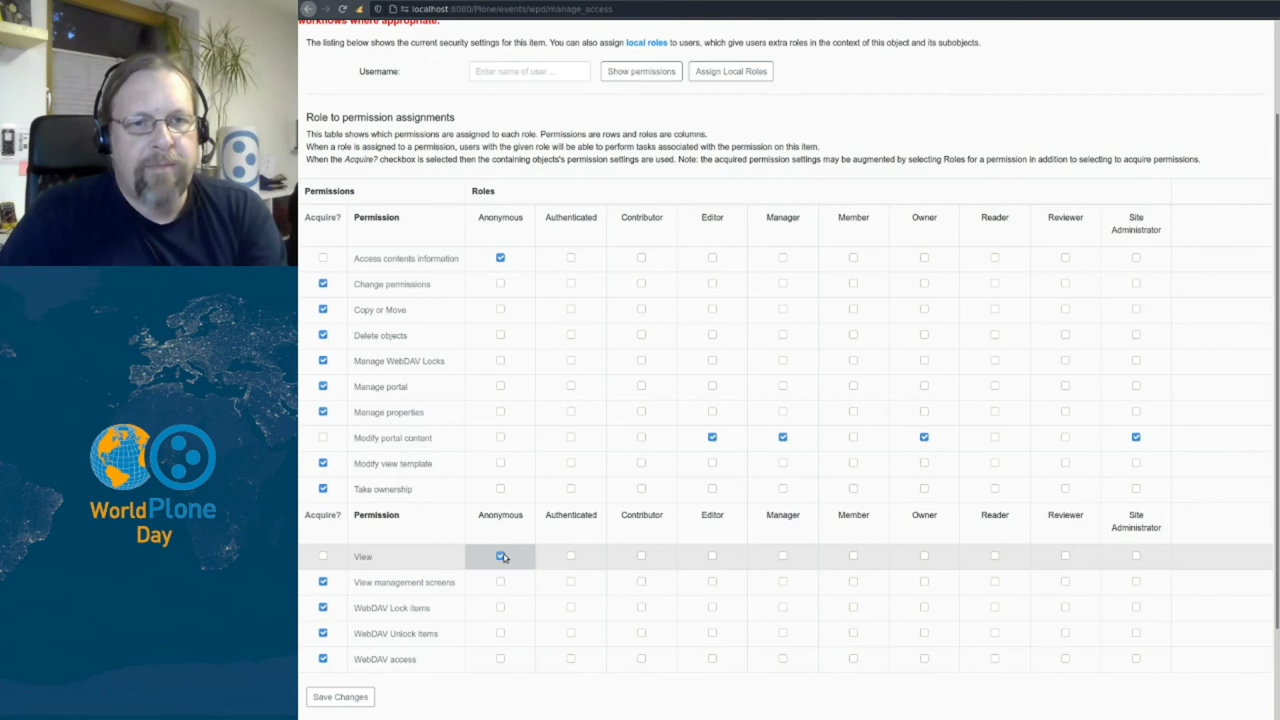 localhost:8080/Plone/events/wpd/manage_access
workflows where appropriate.
The listing below shows the current security settings for this item. You can also assign local roles to users, which give users extra roles in the context of this object and its subobjects.
Username:
Enter name of user ...
Show permissions
Assign Local Roles
Role to permission assignments
This table shows which permissions are assigned to each role. Permissions are rows and roles are columns.
When a role is assigned to a permission, users with the given role will be able to perform tasks associated with the permission on this item.
When the Acquire? checkbox is selected then the containing objects's permission settings are used. Note: the acquired permission settings may be augmented by selecting Roles for a permission in addition to selecting to acquire permissions.
Permissions Roles
Acquire? Permission Anonymous Authenticated Contributor Editor Manager Member Owner Reader Reviewer Site
Administrator
Access contents information
Change permissions
Copy or Move
Delete objects
Manage WebDAV Locks
Manage portal
Manage properties
Modify portal content
Modify view template
Take ownership
Acquire? Permission Anonymous Authenticated Contributor Editor Manager Member Owner Reader Reviewer Site
Administrator
View
View management screens
WebDAV Lock items
WebDAV Unlock items
WebDAV access
Save Changes
WorldPlone
Day